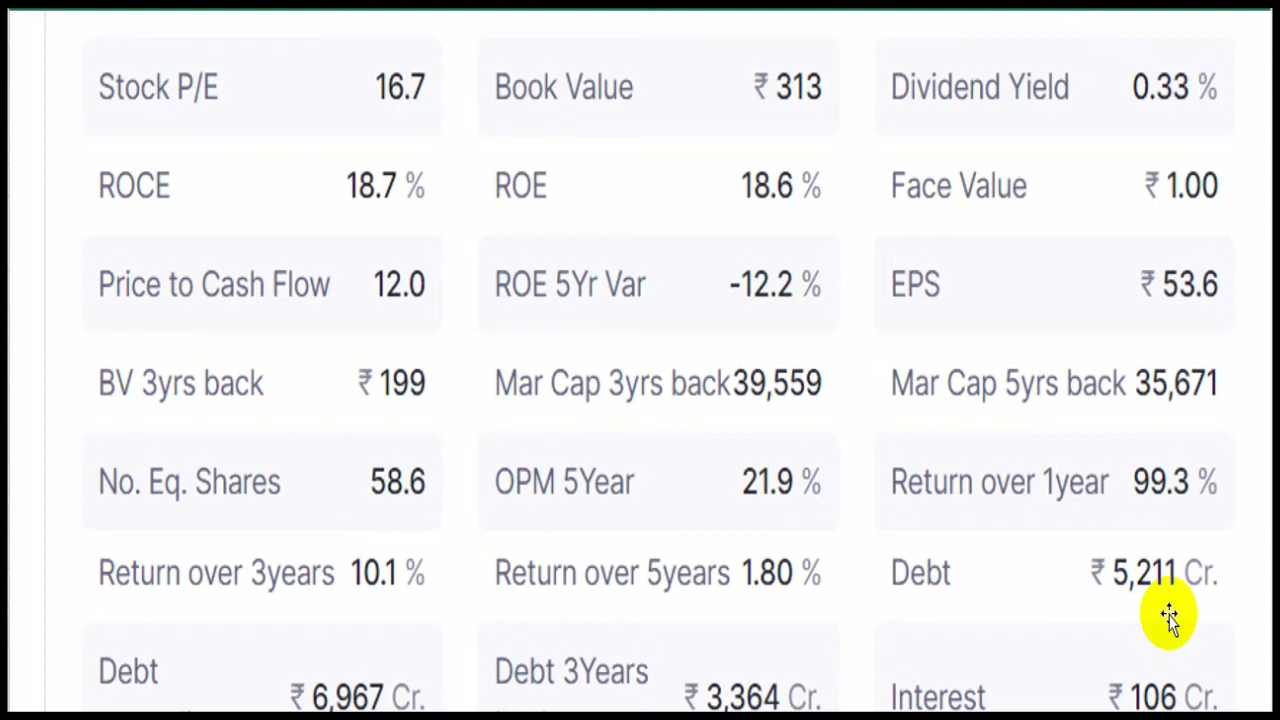 Stock P/E 16.7 Book Value ₹ 313 Dividend Yield 0.33 %
ROCE 18.7 % ROE 18.6 % Face Value ₹ 1.00
Price to Cash Flow 12.0 ROE 5Yr Var -12.2 % EPS ₹ 53.6
BV 3yrs back ₹ 199 Mar Cap 3yrs back 39,559 Mar Cap 5yrs back 35,671
No. Eq. Shares 58.6 OPM 5Year 21.9 % Return over 1year 99.3 %
Return over 3years 10.1 % Return over 5years 1.80 % Debt ₹ 5,211 Cr.
Debt ₹ 6,967 Cr. Debt 3Years ₹ 3,364 Cr. Interest ₹ 106 Cr.